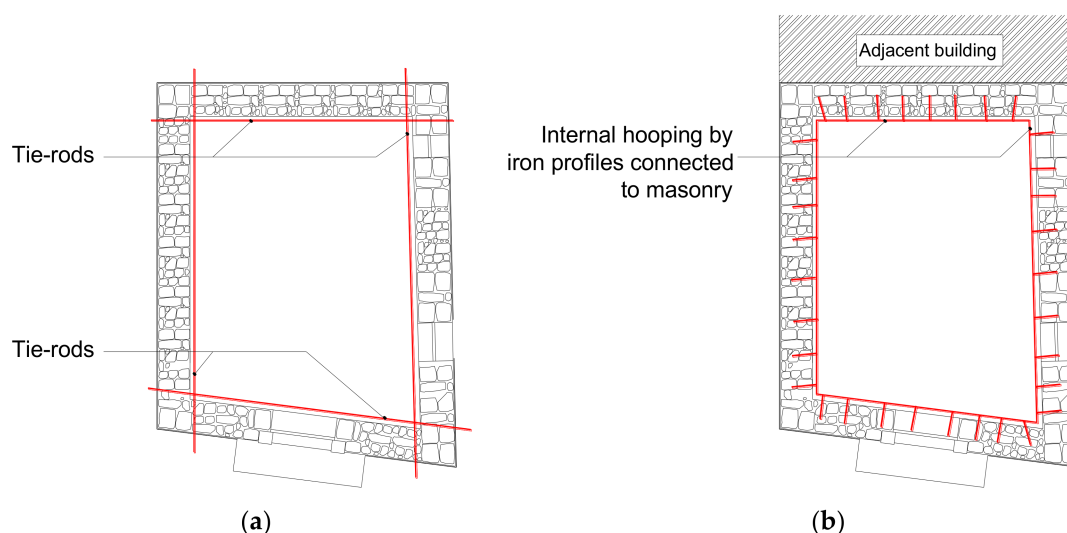 Adjacent building
Tie-rods
Internal hooping by
iron profiles connected
to masonry
Tie-rods
(a)
(b)